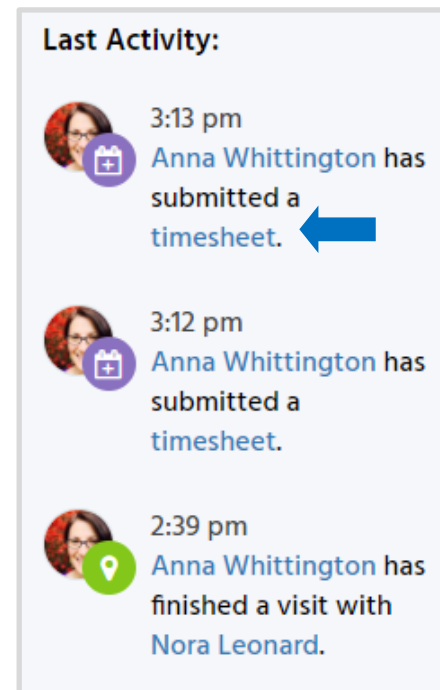 Last Activity:
3:13 pm
Anna Whittington has
submitted a
timesheet.
3:12 pm
Anna Whittington has
submitted a
timesheet.
2:39 pm
Anna Whittington has
finished a visit with
Nora Leonard.